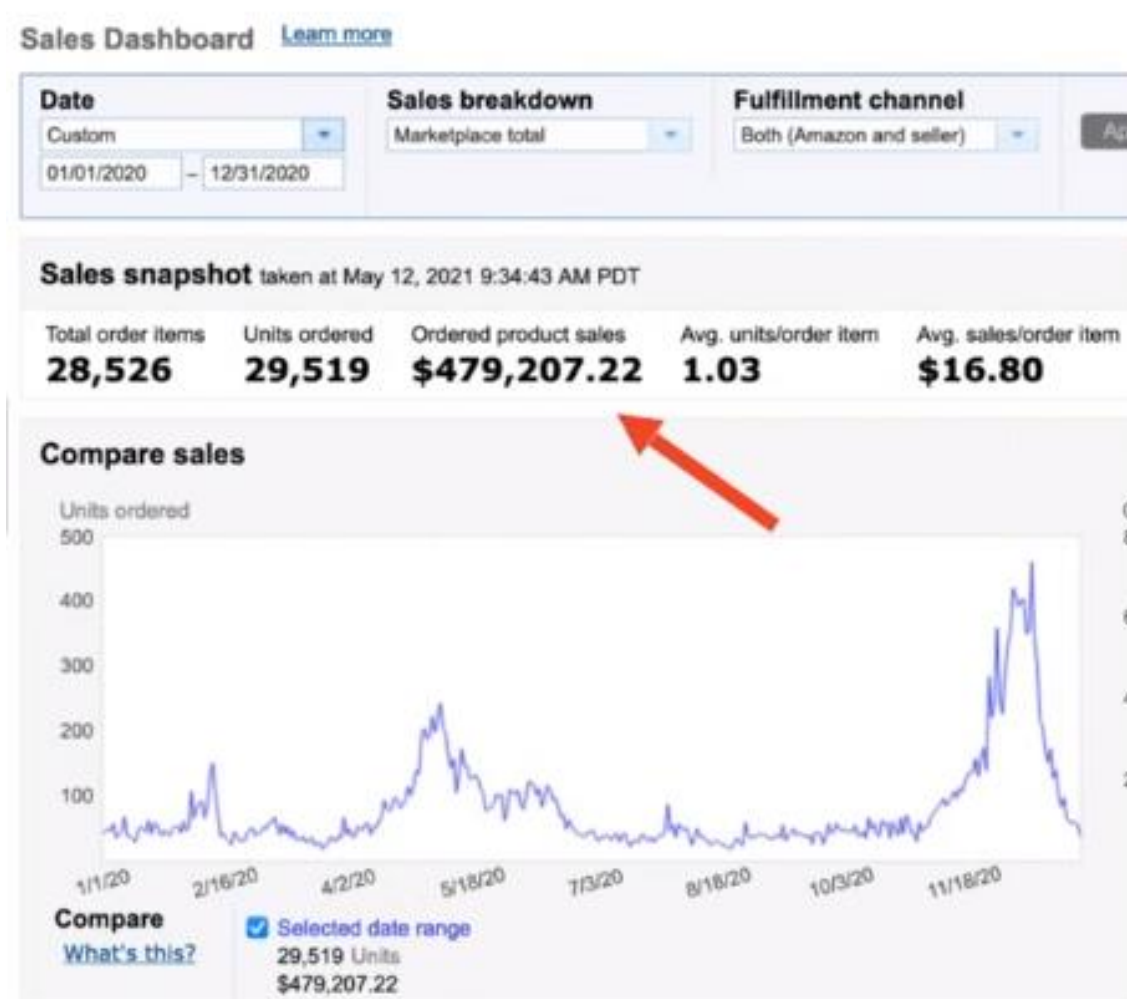 Sales Dashboard Learn more
Date Sales breakdown Fulfillment channel
Custom Marketplace total Both (Amazon and seller)
01/01/2020 – 12/31/2020
Sales snapshot taken at May 12, 2021 9:34:43 AM PDT
Total order items Units ordered Ordered product sales Avg. units/order item Avg. sales/order item
28,526 29,519 $479,207.22 1.03 $16.80
Compare sales
Units ordered
500
400
300
200
100
1/1/20 2/16/20 4/2/20 5/18/20 7/3/20 8/18/20 10/3/20 11/18/20
Compare Selected date range
What's this? 29,519 Units
$479,207.22